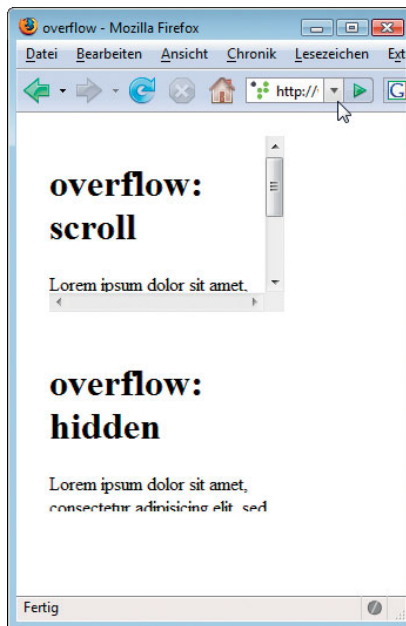 overflow - Mozilla Firefox
Datei Bearbeiten Ansicht Chronik Lesezeichen Ext
http://
G
overflow:
scroll
Lorem ipsum dolor sit amet,
overflow:
hidden
Lorem ipsum dolor sit amet,
consectetur adipisicing elit, sed
Fertig